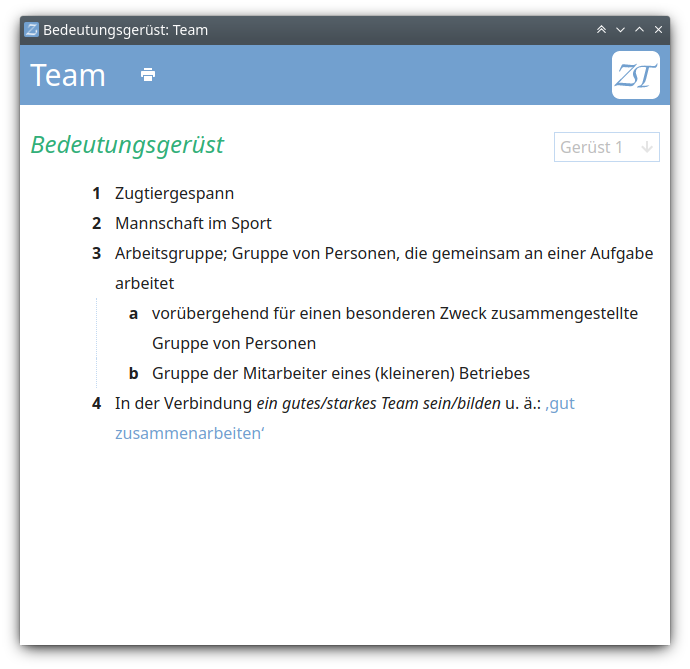 Bedeutungsgerüst: Team
Team
ZST
Bedeutungsgerüst
Gerüst 1
1 Zugtiergespann
2 Mannschaft im Sport
3 Arbeitsgruppe; Gruppe von Personen, die gemeinsam an einer Aufgabe
arbeitet
a vorübergehend für einen besonderen Zweck zusammengestellte
Gruppe von Personen
b Gruppe der Mitarbeiter eines (kleineren) Betriebes
4 In der Verbindung ein gutes/starkes Team sein/bilden u. ä.: ‚gut
zusammenarbeiten‘